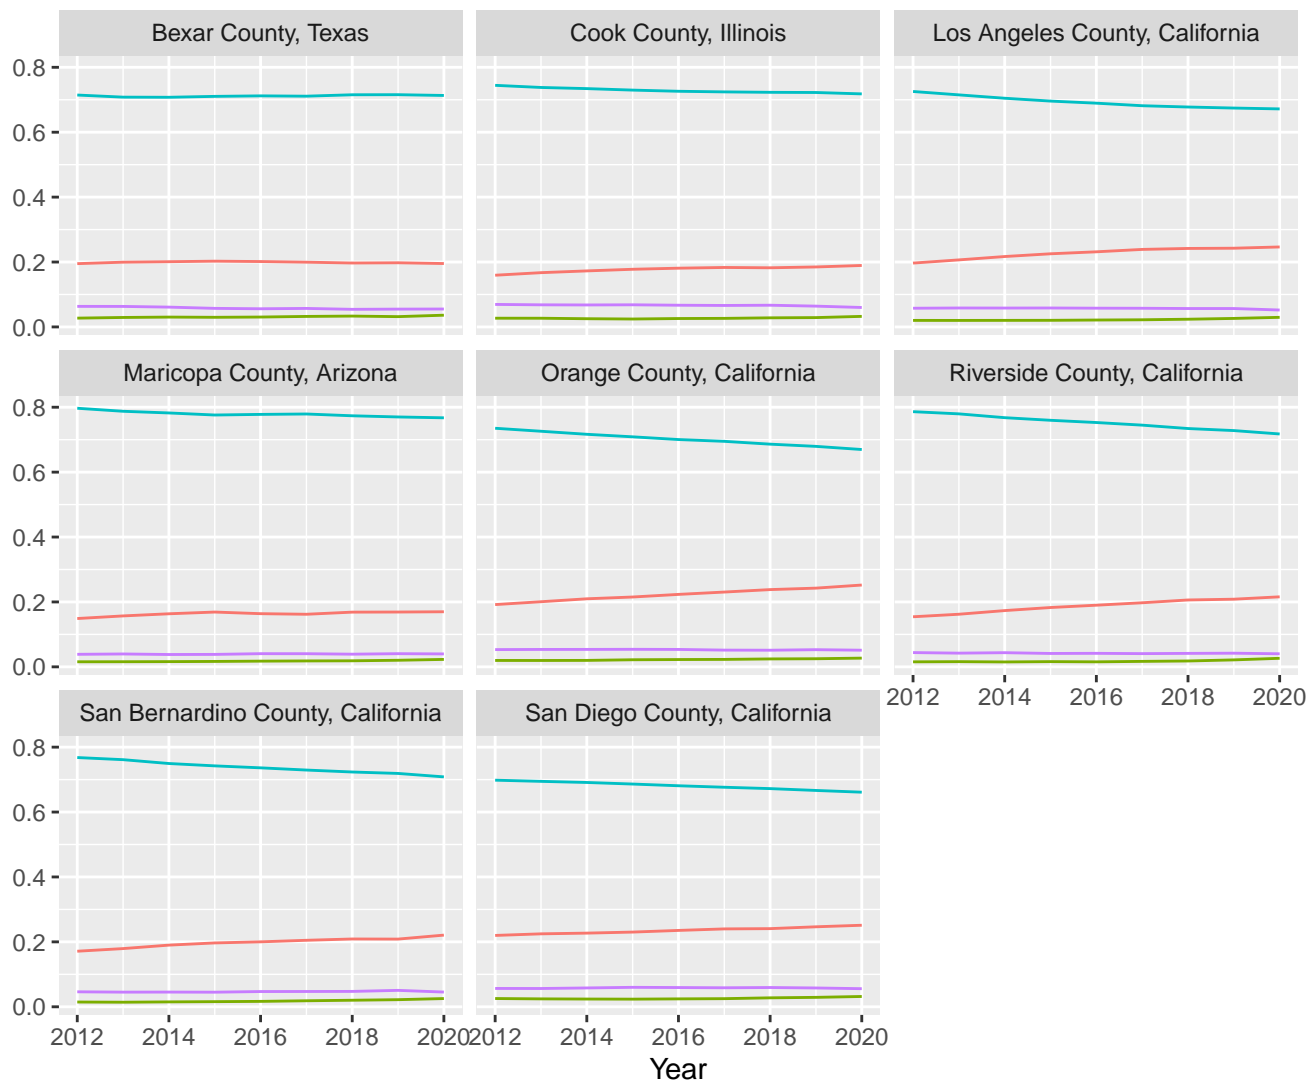 Bexar County, Texas
Cook County, Illinois
Los Angeles County, California
0.8
0.6
0.4
0.2
0.0
Maricopa County, Arizona
Orange County, California
Riverside County, California
0.8
0.6
0.4
0.2
0.0
2012 2014 2016 2018 2020
San Bernardino County, California
San Diego County, California
0.8
0.6
0.4
0.2
0.0
2012 2014 2016 2018 2020
2012 2014 2016 2018 2020
Year